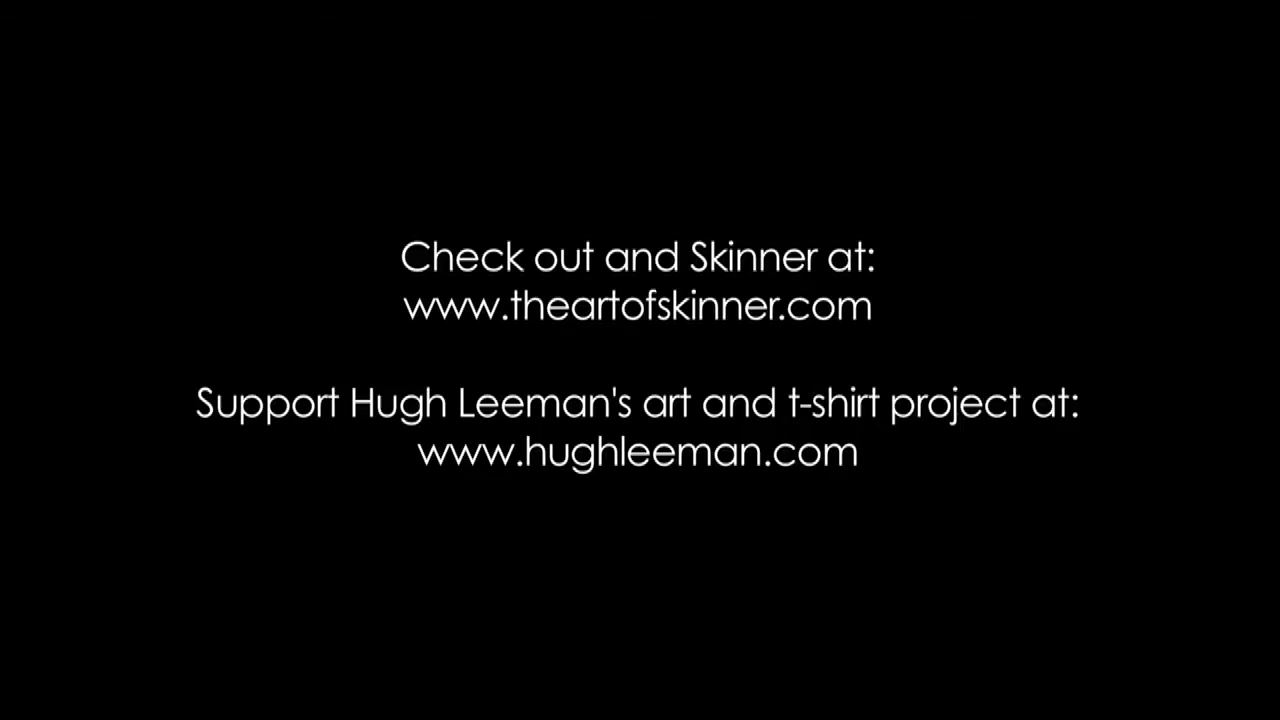 Check out and Skinner at:
www.theartofskinner.com
Support Hugh Leeman's art and t-shirt project at:
www.hughleeman.com